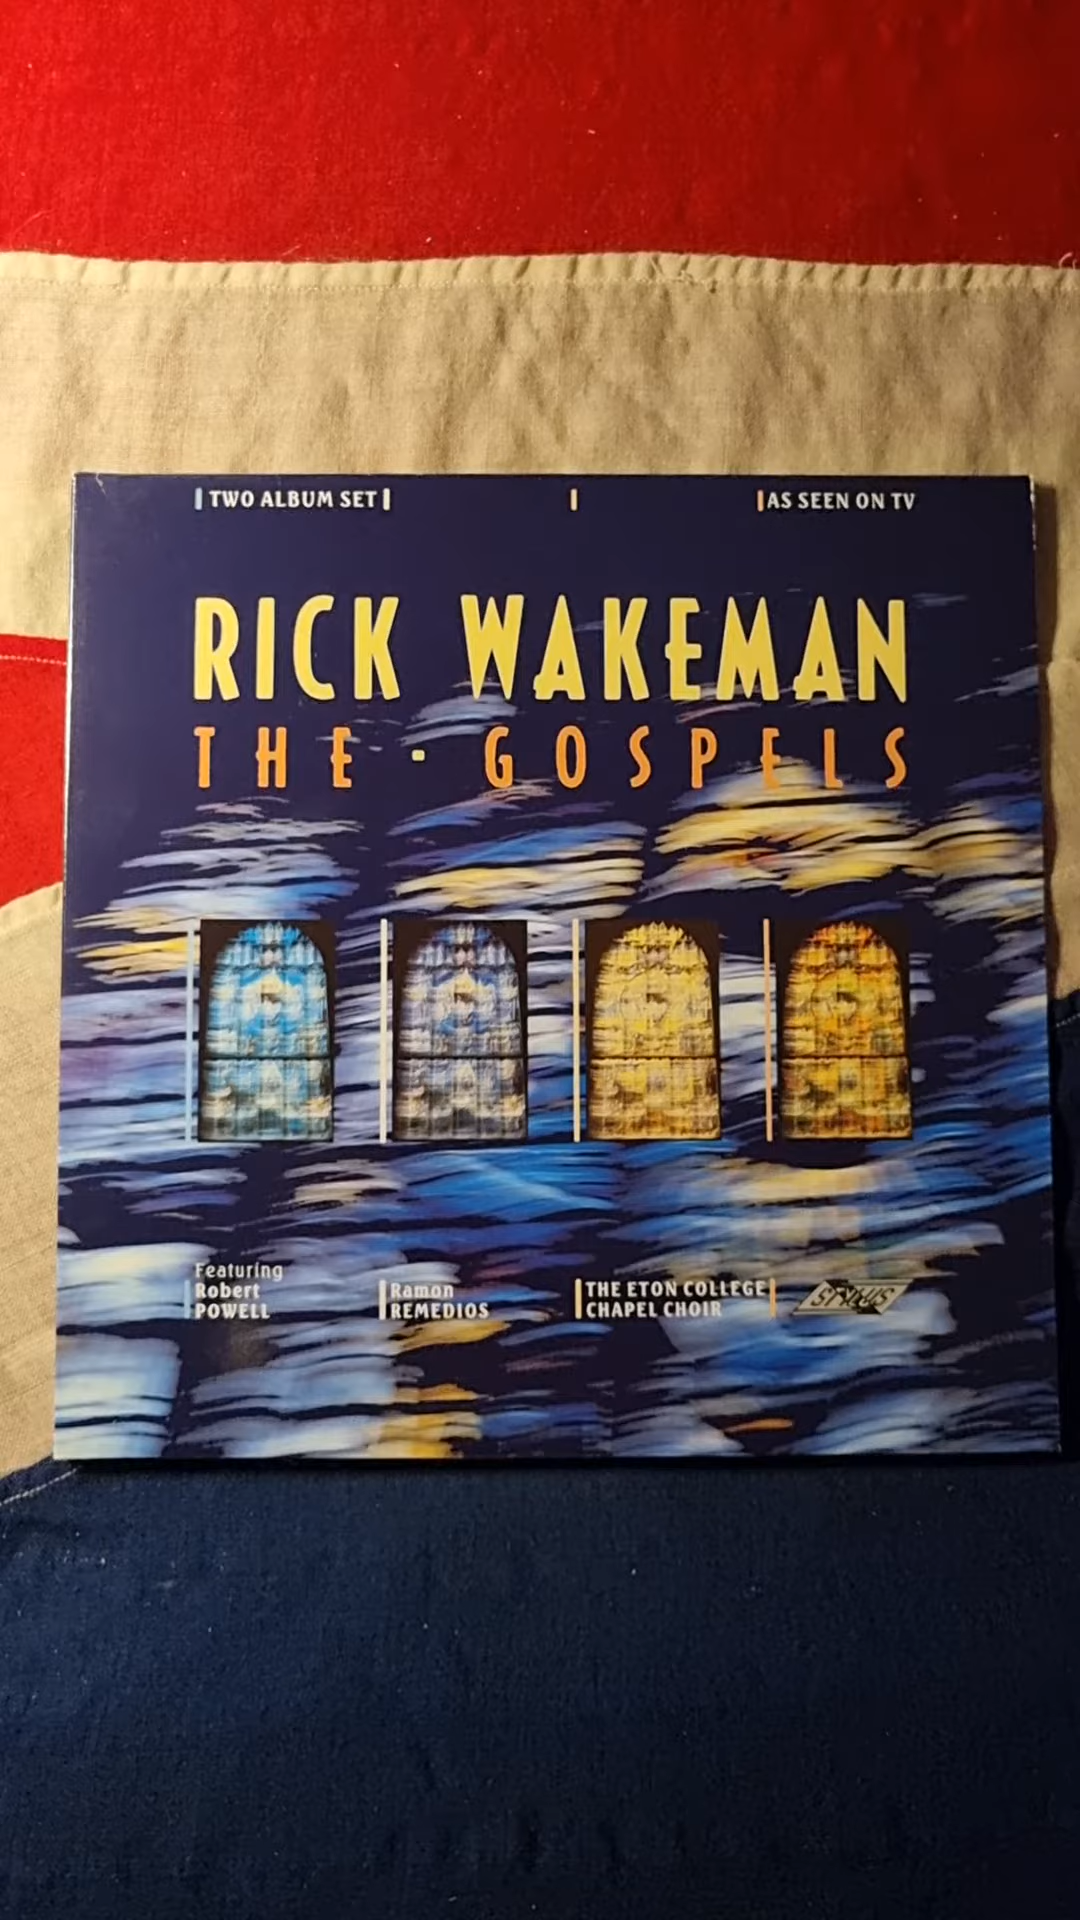 TWO ALBUM SET
AS SEEN ON TV
RICK WAKEMAN
THE · GOSPELS
Featuring
Robert
POWELL
Ramon
REMEDIOS
THE ETON COLLEGE
CHAPEL CHOIR
STYLUS